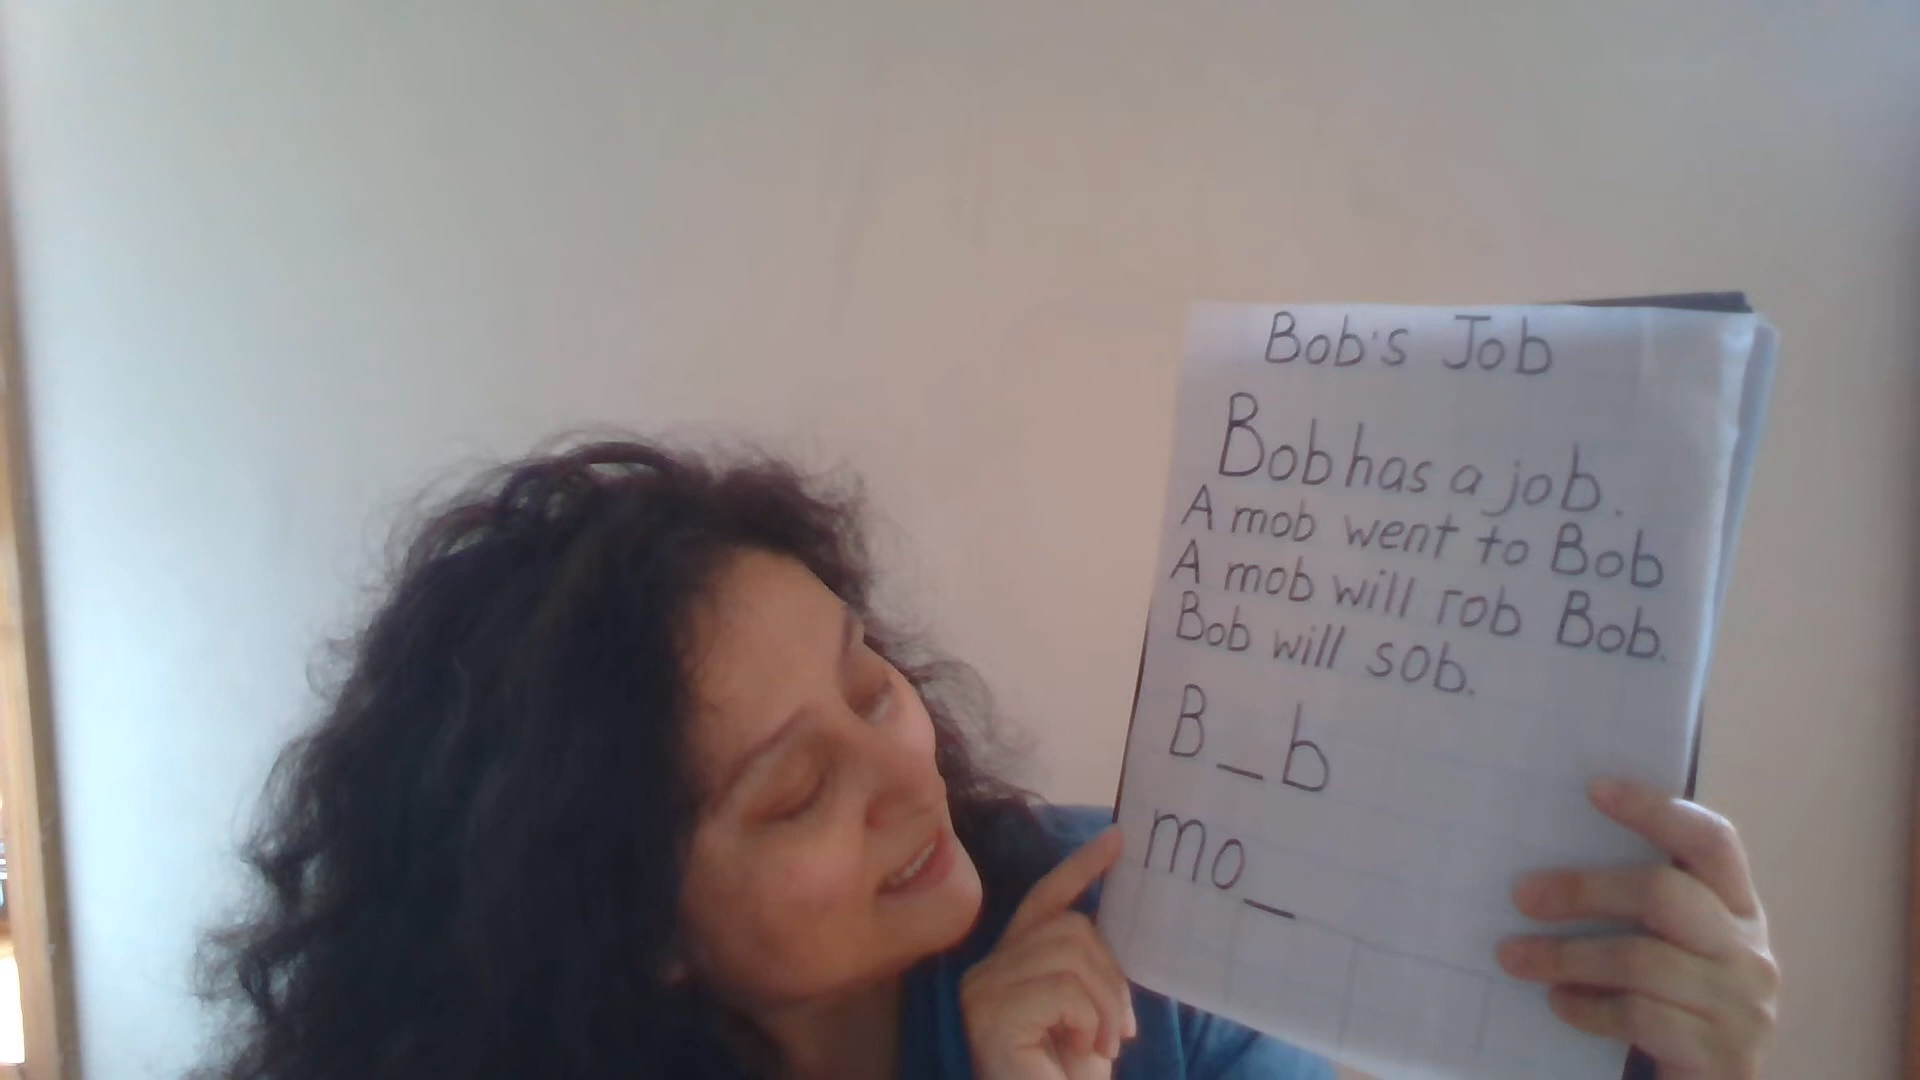 Bob's Job
Bob has a job.
A mob went to Bob
A mob will rob Bob.
Bob will sob.
B_b
mo_